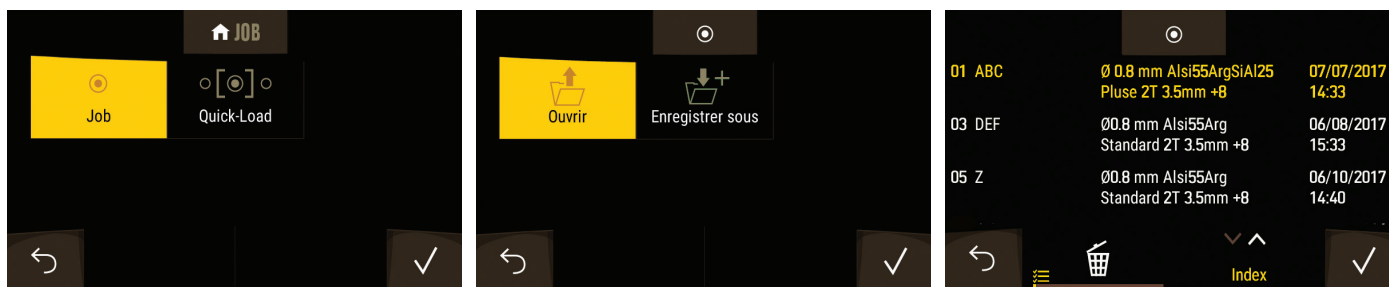 JOB
Job
Quick-Load
Ouvrir
Enregistrer sous
01 ABC Ø 0.8 mm Alsi55ArgSiAl25 07/07/2017
Pluse 2T 3.5mm +8 14:33
03 DEF Ø0.8 mm Alsi55Arg 06/08/2017
Standard 2T 3.5mm +8 15:33
05 Z Ø0.8 mm Alsi55Arg 06/10/2017
Standard 2T 3.5mm +8 14:40
Index